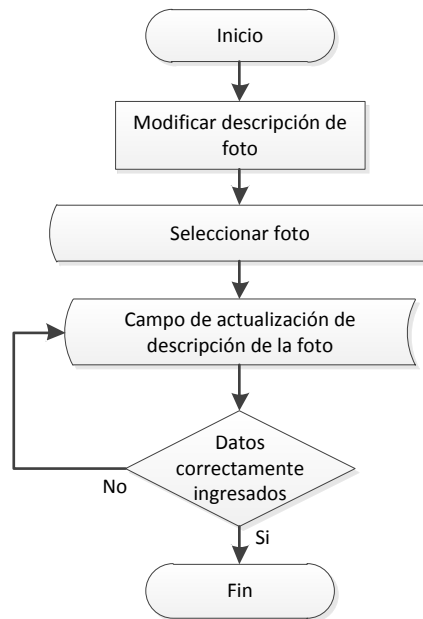 Inicio
Modificar descripción de
foto
Seleccionar foto
Campo de actualización de
descripción de la foto
Datos
correctamente
ingresados
No
Si
Fin